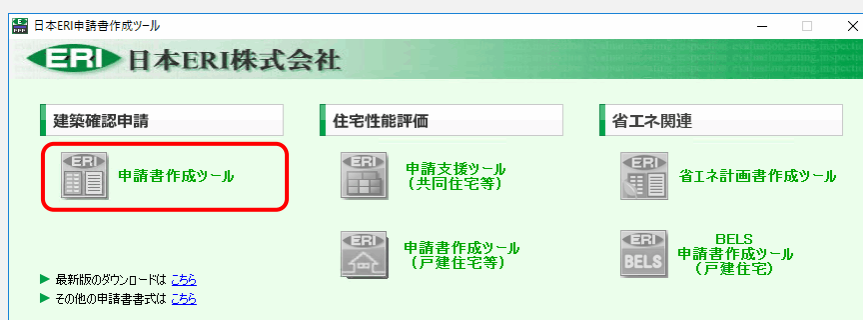 日本ERI申請書作成ツール
ERI 日本ERI株式会社
建築確認申請
ERI
申請書作成ツール
最新版のダウンロードは こちら
その他の申請書書式は こちら
住宅性能評価
ERI
申請支援ツール
(共同住宅等)
ERI
申請書作成ツール
(戸建住宅等)
省エネ関連
ERI
省エネ計画書作成ツール
ERI
BELS
BELS
申請書作成ツール
(戸建住宅)